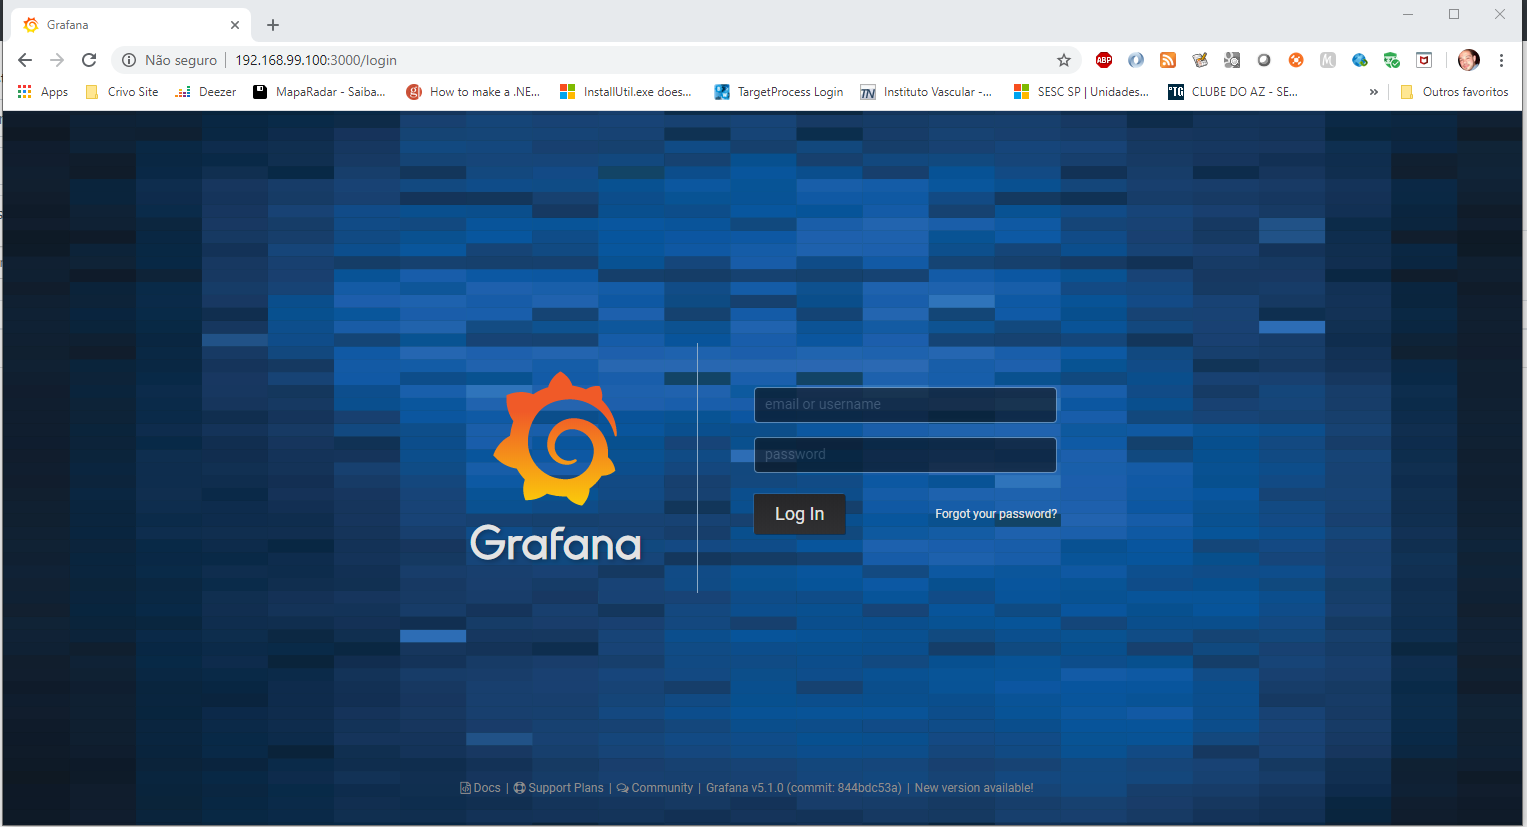 Grafana
Não seguro 192.168.99.100:3000/login
ABP
Apps Crivo Site Deezer MapaRadar - Saiba... How to make a .NE... InstallUtil.exe does... TargetProcess Login Instituto Vascular -... SESC SP | Unidades... CLUBE DO AZ - SE... » Outros favoritos
email or username
password
Log In Forgot your password?
Grafana
Docs | Support Plans | Community | Grafana v5.1.0 (commit: 844bdc53a) | New version available!